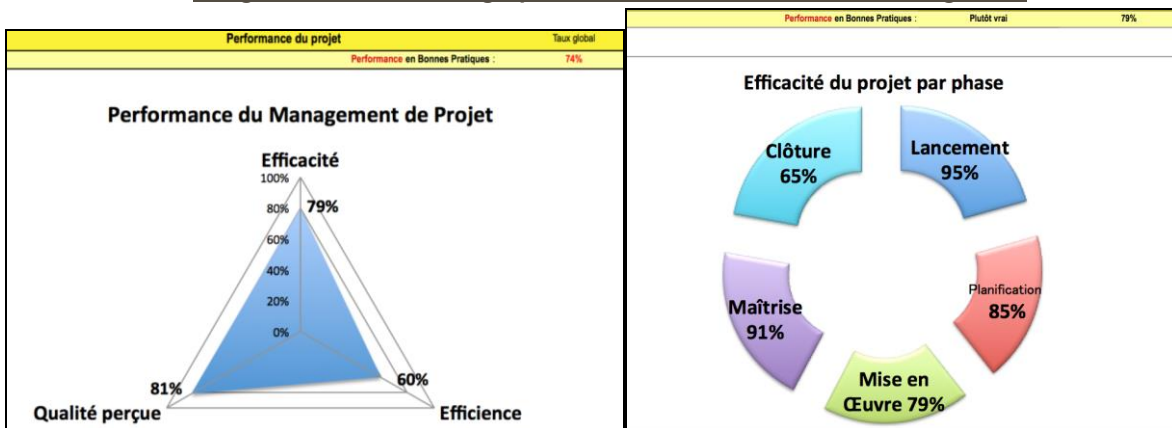 Performance du projet
Taux global
Performance en Bonnes Pratiques :
74%
Performance du Management de Projet
Efficacité
100%
80%
79%
60%
40%
20%
0%
81%
60%
Qualité perçue
Efficience
Performance en Bonnes Pratiques :
Plutôt vrai
79%
Efficacité du projet par phase
Clôture
65%
Lancement
95%
Planification
85%
Maîtrise
91%
Mise en
Œuvre 79%